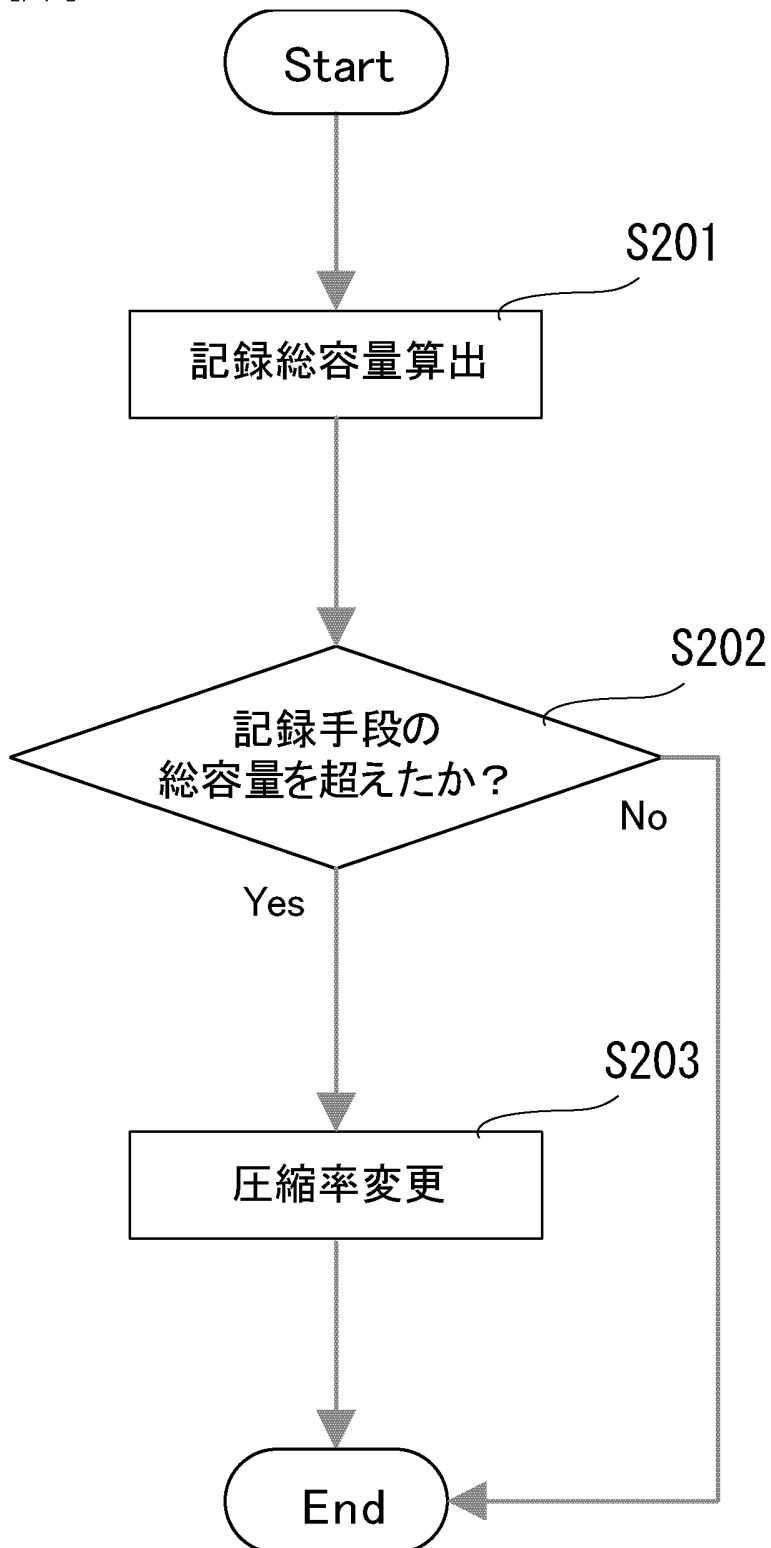 Start
S201
記録総容量算出
S202
記録手段の
総容量を超えたか？
No
Yes
S203
圧縮率変更
End